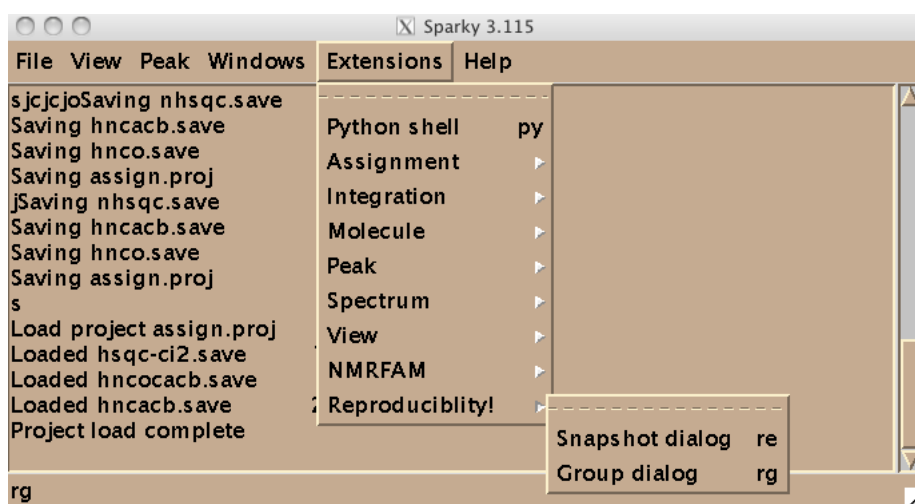 X Sparky 3.115
File View Peak Windows Extensions Help
sjcjcjoSaving nhsqc.save
Saving hncacb.save
Saving hnco.save
Saving assign.proj
jSaving nhsqc.save
Saving hncacb.save
Saving hnco.save
Saving assign.proj
s
Load project assign.proj
Loaded hsqc-ci2.save
Loaded hncocacb.save
Loaded hncacb.save
Project load complete
Python shell py
Assignment
Integration
Molecule
Peak
Spectrum
View
NMRFAM
Reproduciblity!
Snapshot dialog re
Group dialog rg
rg